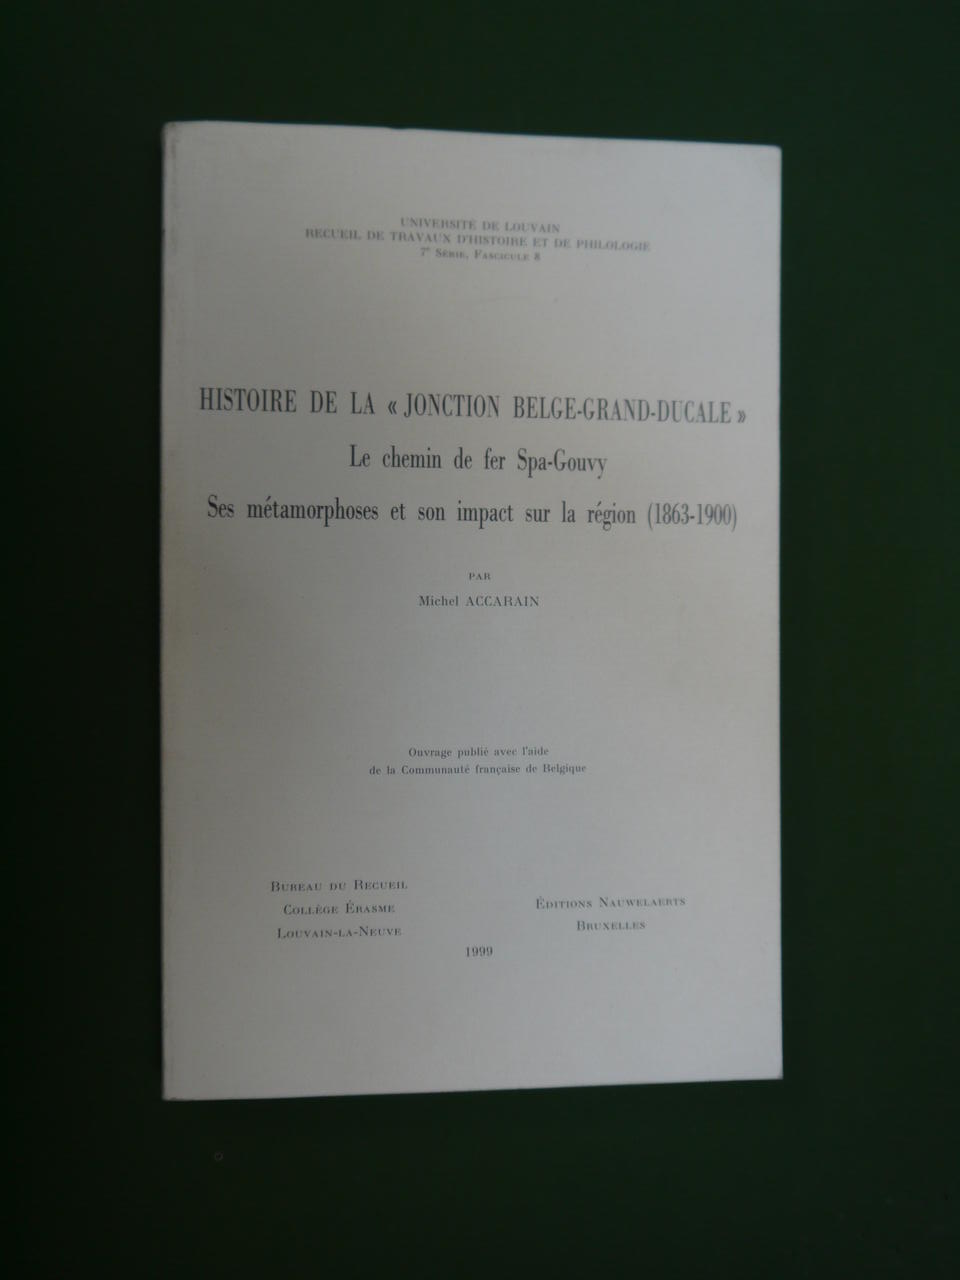 UNIVERSITÉ DE LOUVAIN
RECUEIL DE TRAVAUX D'HISTOIRE ET DE PHILOLOGIE
7e SÉRIE, FASCICULE 8
HISTOIRE DE LA « JONCTION BELGE-GRAND-DUCALE »
Le chemin de fer Spa-Gouvy
Ses métamorphoses et son impact sur la région (1863-1900)
PAR
Michel ACCARAIN
Ouvrage publié avec l'aide
de la Communauté française de Belgique
BUREAU DU RECUEIL
COLLÈGE ÉRASME
LOUVAIN-LA-NEUVE
ÉDITIONS NAUWELAERTS
BRUXELLES
1999